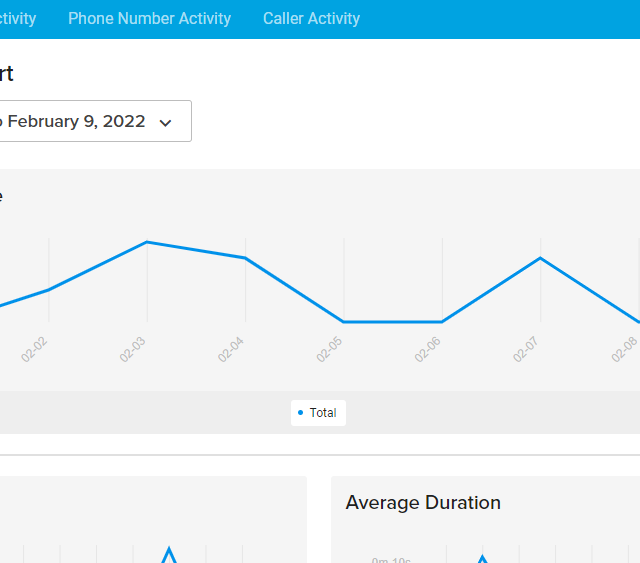 ctivity Phone Number Activity Caller Activity
rt
o February 9, 2022
e
02-02 02-03 02-04 02-05 02-06 02-07 02-08
Total
Average Duration
0m 10s